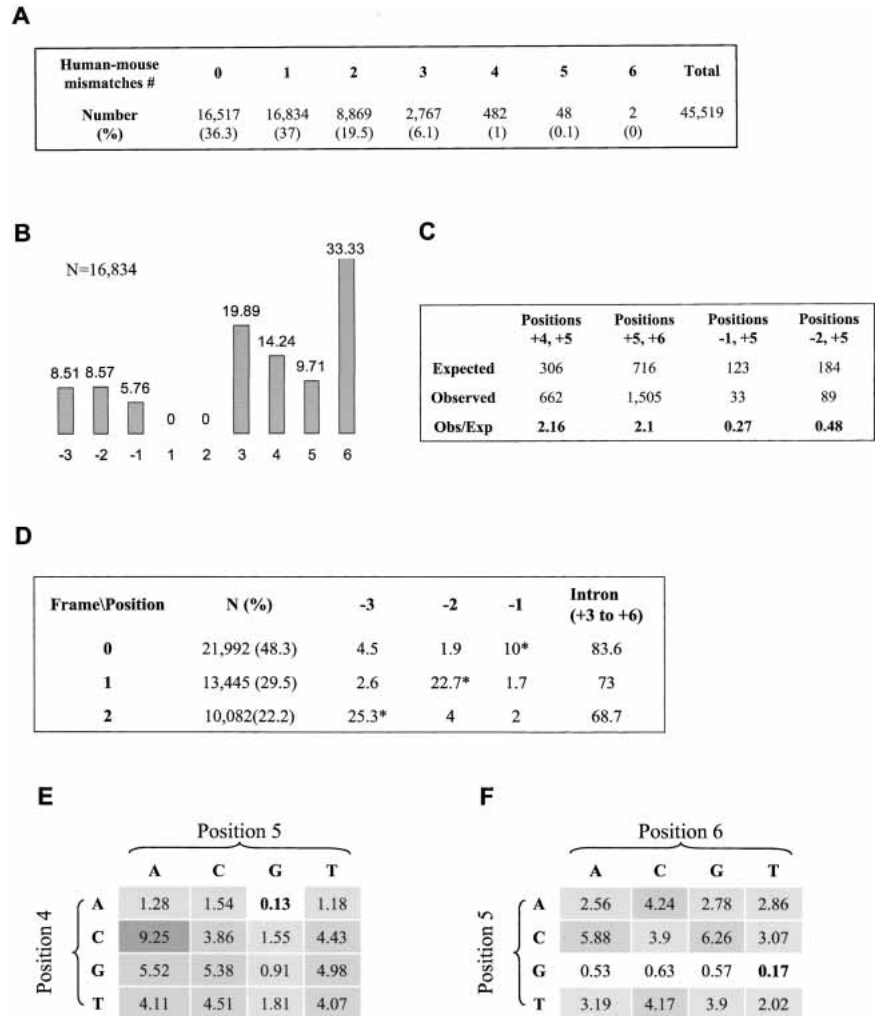 A
Human-mouse mismatches # 0 1 2 3 4 5 6 Total
Number (%) 16,517 (36.3) 16,834 (37) 8,869 (19.5) 2,767 (6.1) 482 (1) 48 (0.1) 2 (0) 45,519
B
N=16,834
8.51 8.57 5.76 0 0 19.89 14.24 9.71 33.33
-3 -2 -1 1 2 3 4 5 6
C
Positions +4, +5 Positions +5, +6 Positions -1, +5 Positions -2, +5
Expected 306 716 123 184
Observed 662 1,505 33 89
Obs/Exp 2.16 2.1 0.27 0.48
D
Frame\Position N (%) -3 -2 -1 Intron (+3 to +6)
0 21,992 (48.3) 4.5 1.9 10* 83.6
1 13,445 (29.5) 2.6 22.7* 1.7 73
2 10,082(22.2) 25.3* 4 2 68.7
E
Position 5
A C G T
Position 4
A 1.28 1.54 0.13 1.18
C 9.25 3.86 1.55 4.43
G 5.52 5.38 0.91 4.98
T 4.11 4.51 1.81 4.07
F
Position 6
A C G T
Position 5
A 2.56 4.24 2.78 2.86
C 5.88 3.9 6.26 3.07
G 0.53 0.63 0.57 0.17
T 3.19 4.17 3.9 2.02